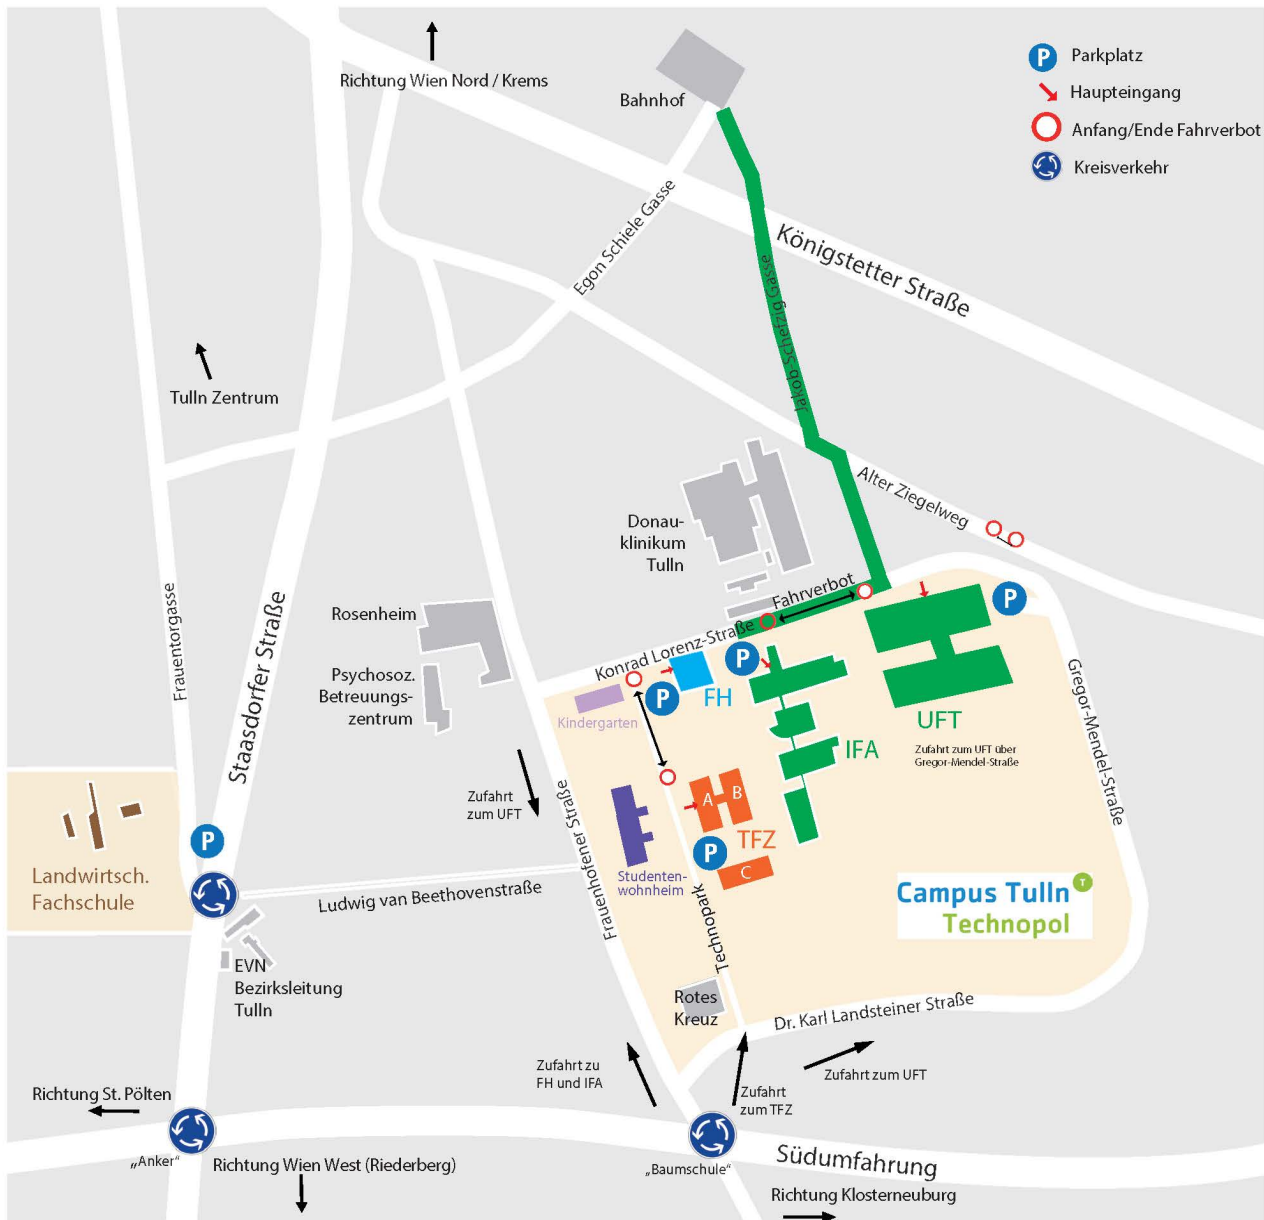 P Parkplatz
Haupteingang
Anfang/Ende Fahrverbot
Kreisverkehr
Richtung Wien Nord / Krems
Bahnhof
Egon Schiele Gasse
Königstetter Straße
Jakob-Schefzig Gasse
Tulln Zentrum
Alter Ziegelweg
Donau-
klinikum
Tulln
Fahrverbot
Frauentorgasse
Staasdorfer Straße
Rosenheim
Psychosoz.
Betreuungs-
zentrum
Konrad Lorenz-Straße
P
P
P
FH
Kindergarten
IFA
UFT
Zufahrt zum UFT über
Gregor-Mendel-Straße
Gregor-Mendel-Straße
Zufahrt
zum UFT
Frauenhofener Straße
A
B
TFZ
P
C
Studenten-
wohnheim
Technopark
P
Landwirtsch.
Fachschule
Ludwig van Beethovenstraße
Campus Tulln T
Technopol
EVN
Bezirksleitung
Tulln
Rotes
Kreuz
Dr. Karl Landsteiner Straße
Zufahrt zu
FH und IFA
Zufahrt zum UFT
Zufahrt
zum TFZ
Richtung St. Pölten
„Anker“
Richtung Wien West (Riederberg)
„Baumschule“
Südumfahrung
Richtung Klosterneuburg